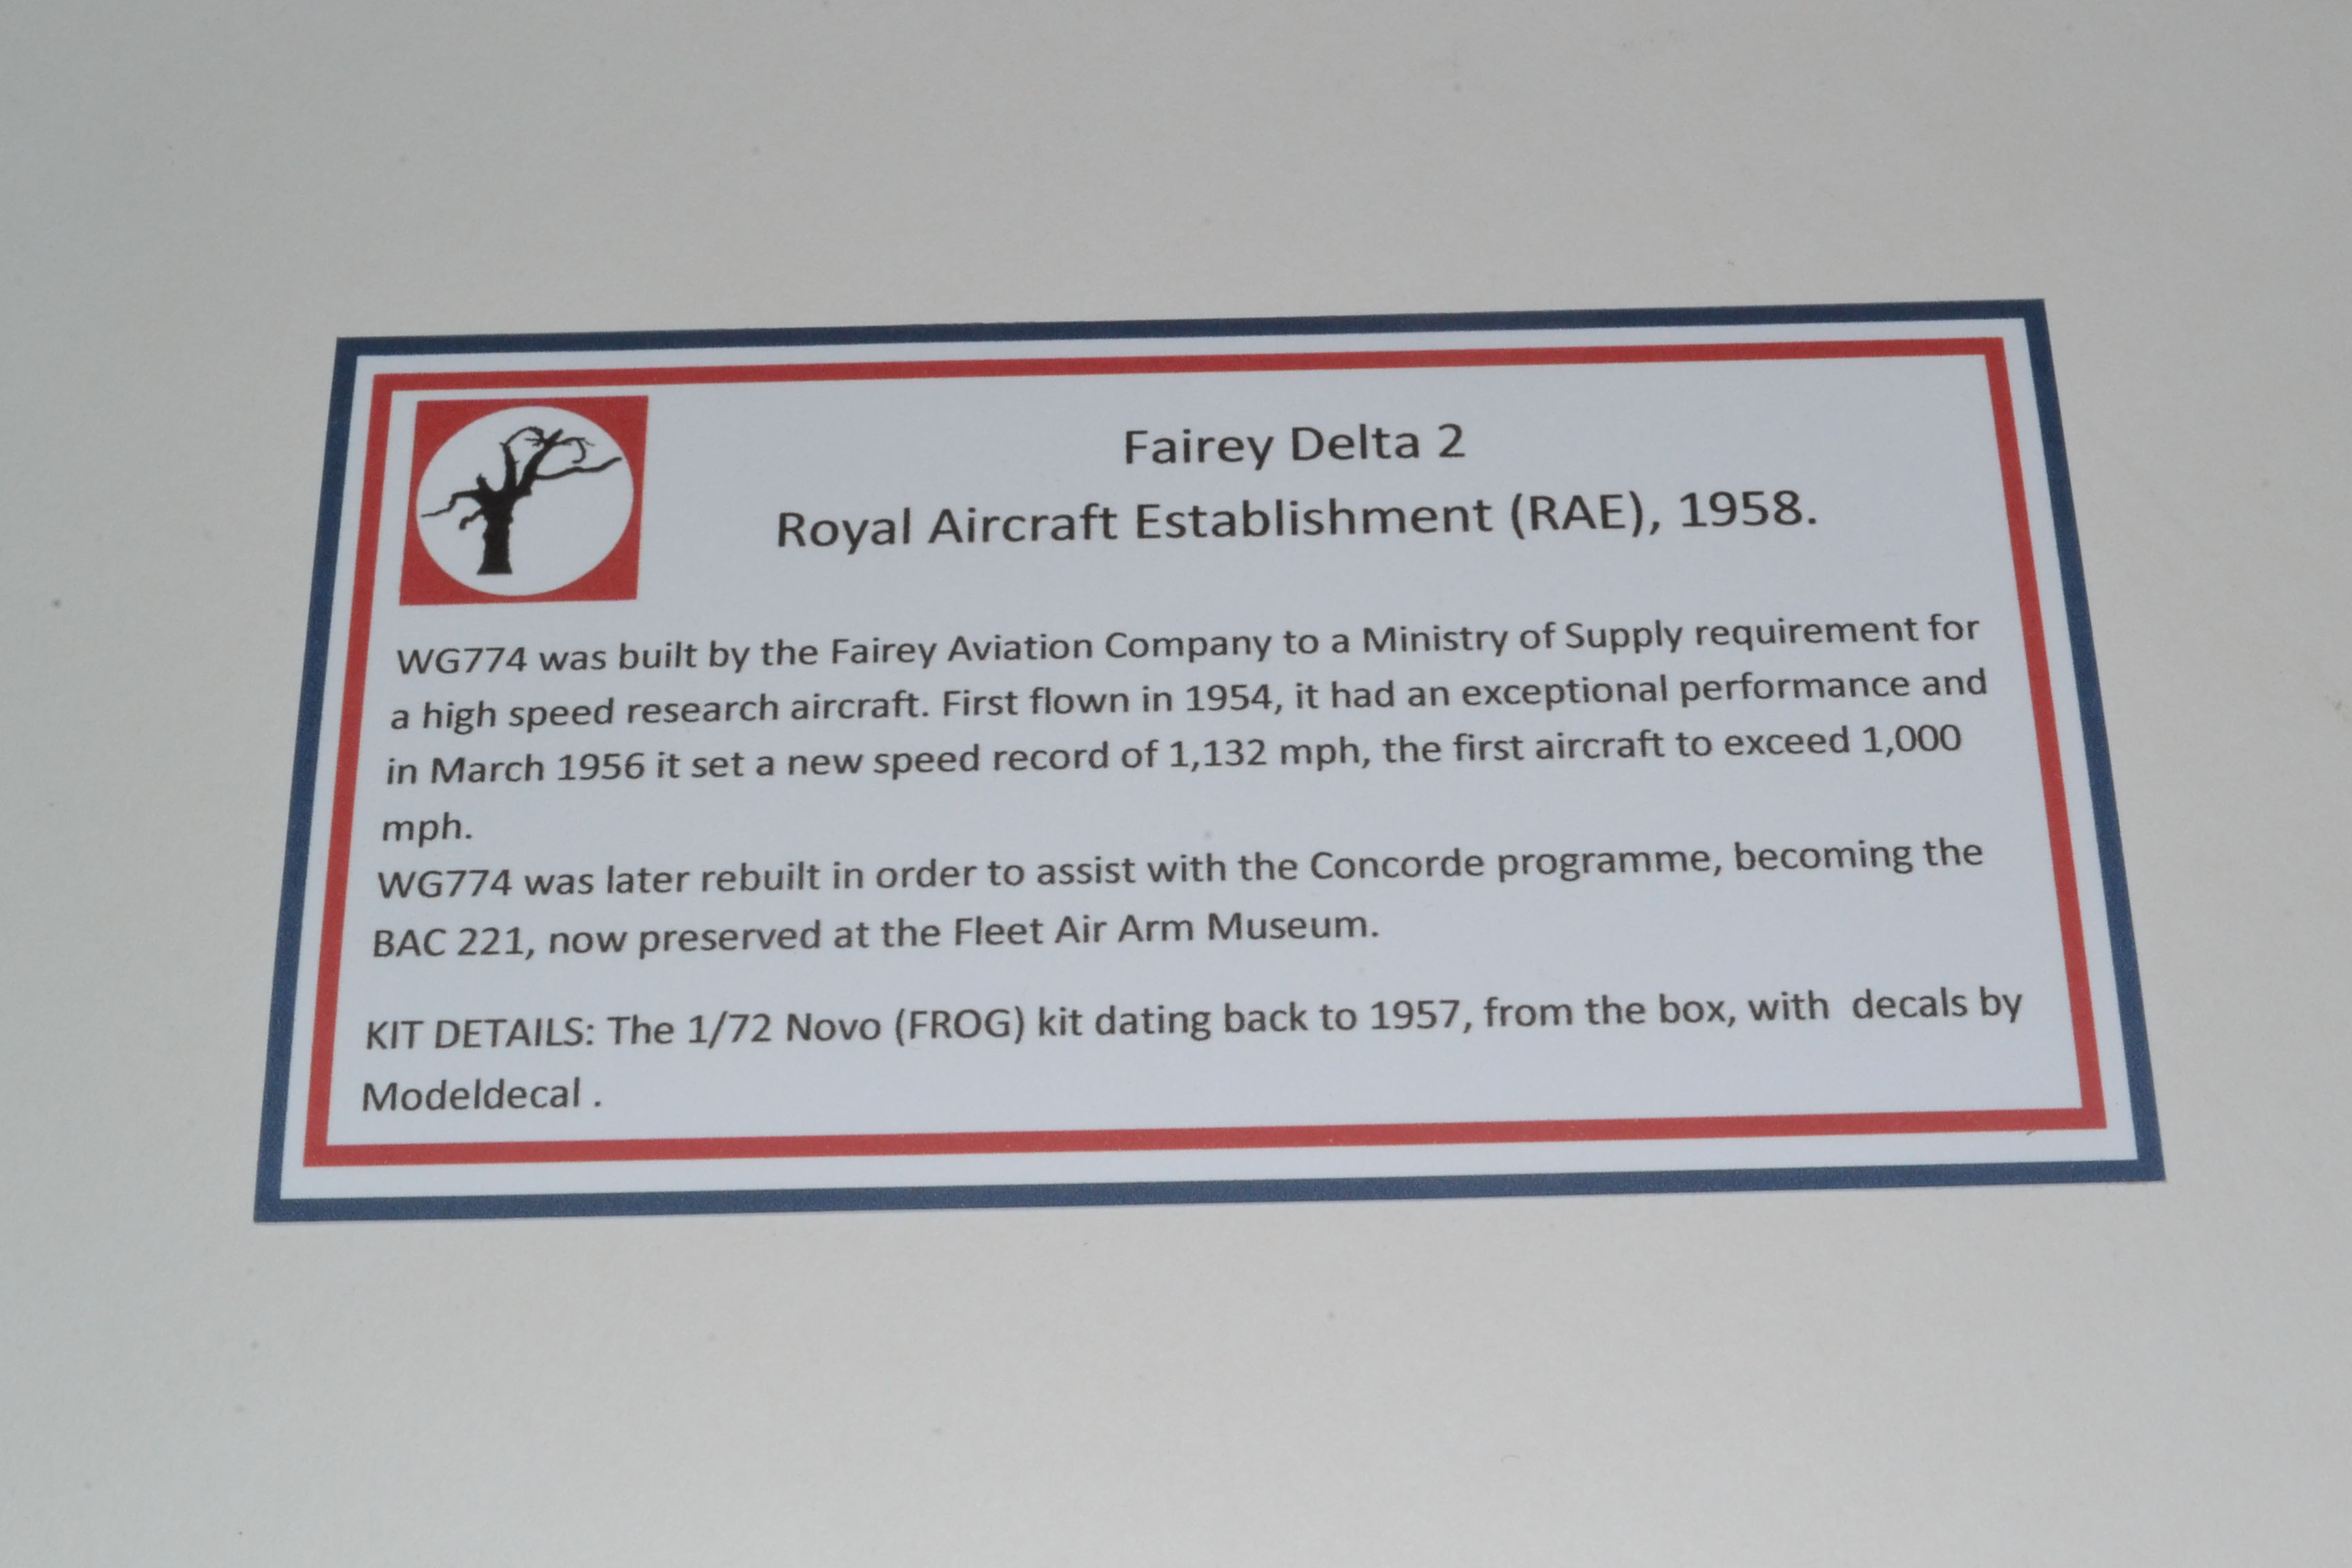 Fairey Delta 2
Royal Aircraft Establishment (RAE), 1958.
WG774 was built by the Fairey Aviation Company to a Ministry of Supply requirement for
a high speed research aircraft. First flown in 1954, it had an exceptional performance and
in March 1956 it set a new speed record of 1,132 mph, the first aircraft to exceed 1,000
mph.
WG774 was later rebuilt in order to assist with the Concorde programme, becoming the
BAC 221, now preserved at the Fleet Air Arm Museum.
KIT DETAILS: The 1/72 Novo (FROG) kit dating back to 1957, from the box, with  decals by
Modeldecal .